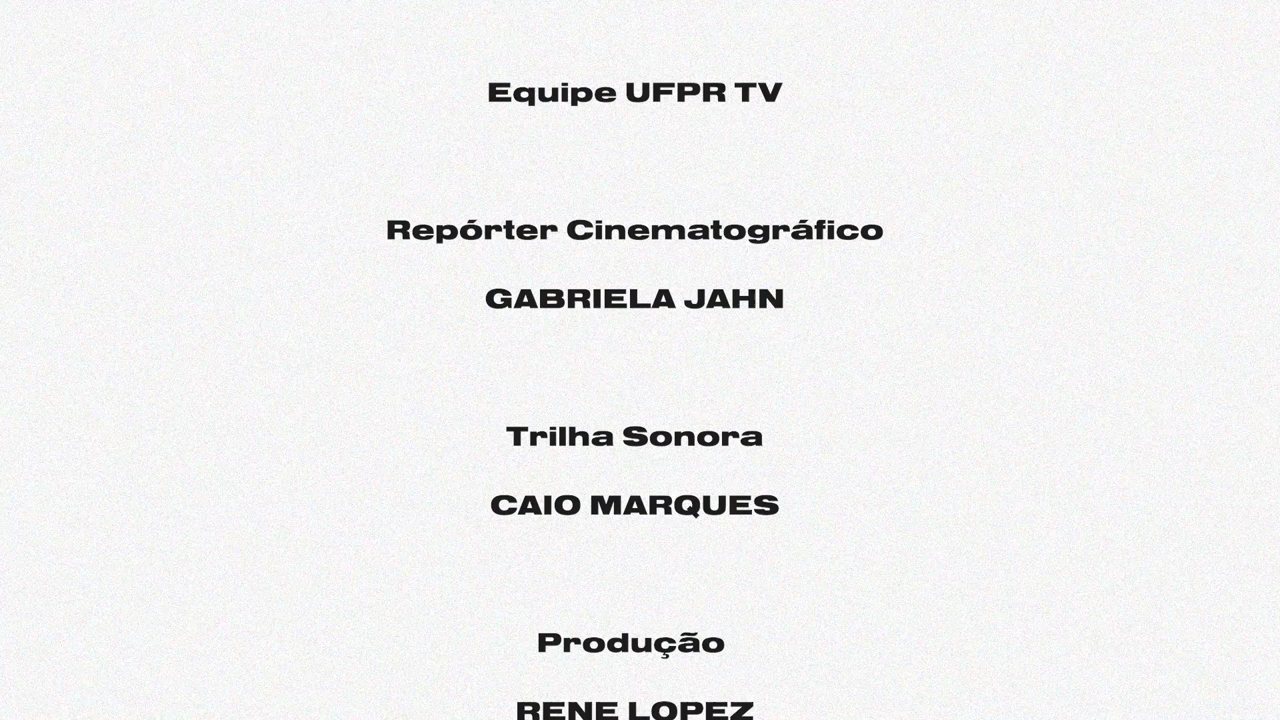 Equipe UFPR TV
Repórter Cinematográfico
GABRIELA JAHN
Trilha Sonora
CAIO MARQUES
Produção
RENE LOPEZ